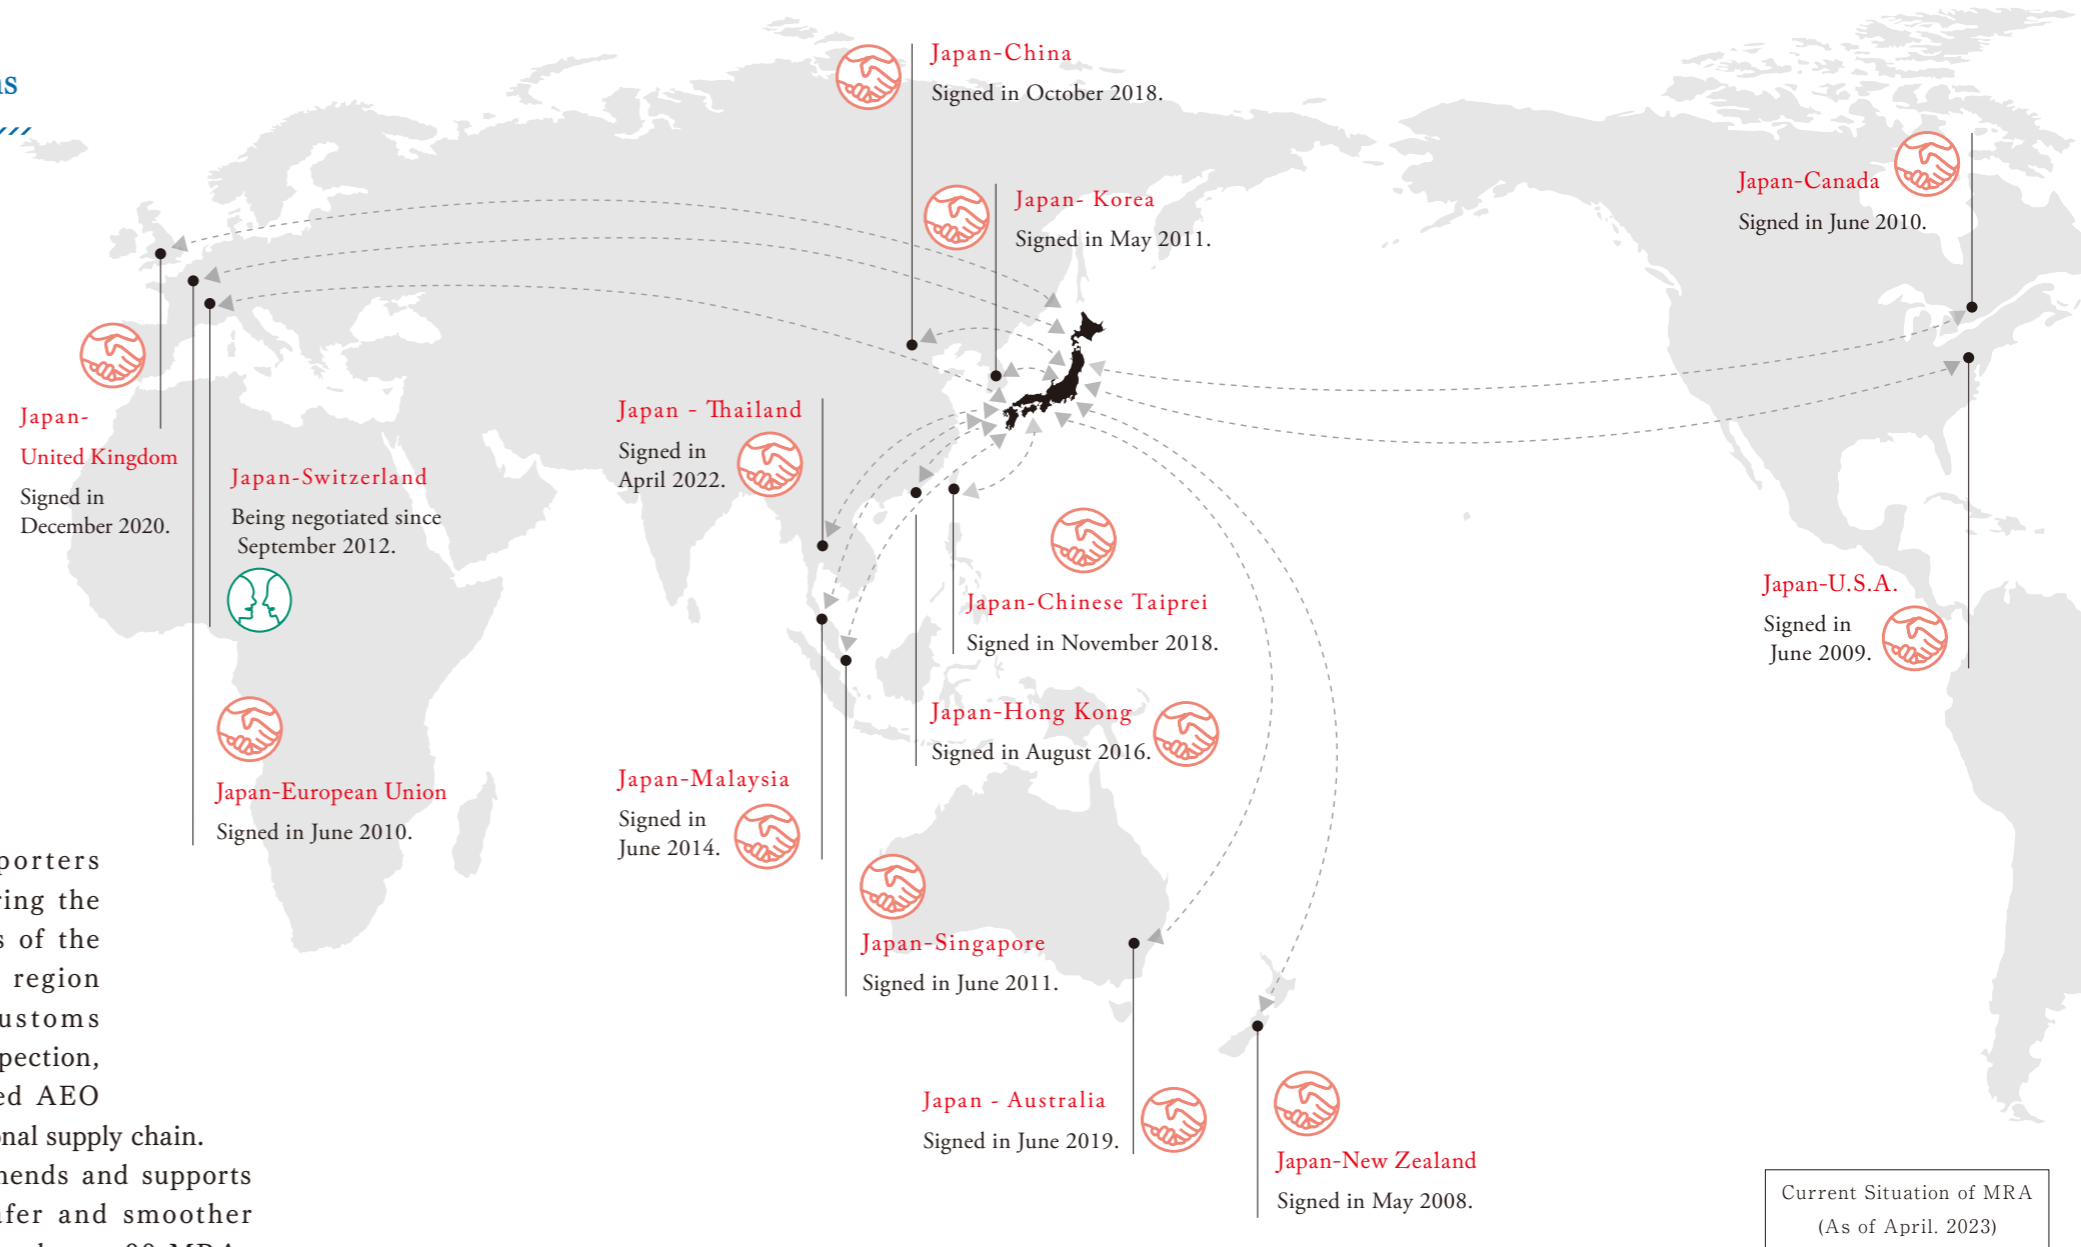 Japan-China
Signed in October 2018.
Japan- Korea
Signed in May 2011.
Japan-Canada
Signed in June 2010.
Japan-
United Kingdom
Signed in
December 2020.
Japan-Switzerland
Being negotiated since
September 2012.
Japan-European Union
Signed in June 2010.
Japan - Thailand
Signed in
April 2022.
Japan-Chinese Taiprei
Signed in November 2018.
Japan-Hong Kong
Signed in August 2016.
Japan-Malaysia
Signed in
June 2014.
Japan-Singapore
Signed in June 2011.
Japan - Australia
Signed in June 2019.
Japan-New Zealand
Signed in May 2008.
Japan-U.S.A.
Signed in
June 2009.
porters
ring the
s of the
region
ustoms
pection,
ed AEO
onal supply chain.
nends and supports
afer and smoother
Current Situation of MRA
(As of April. 2023)